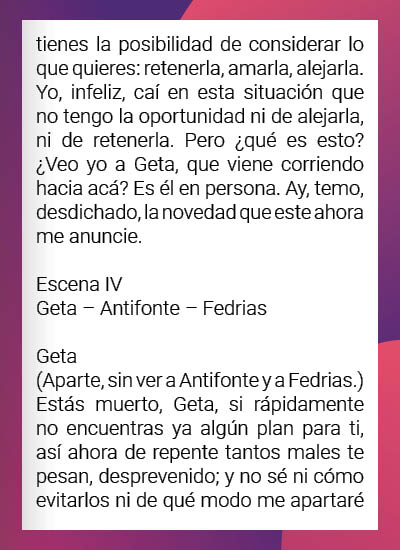 tienes la posibilidad de considerar lo
que quieres: retenerla, amarla, alejarla.
Yo, infeliz, caí en esta situación que
no tengo la oportunidad ni de alejarla,
ni de retenerla. Pero ¿qué es esto?
¿Veo yo a Geta, que viene corriendo
hacia acá? Es él en persona. Ay, temo,
desdichado, la novedad que este ahora
me anuncie.

Escena IV
Geta – Antifonte – Fedrias

Geta
(Aparte, sin ver a Antifonte y a Fedrias.)
Estás muerto, Geta, si rápidamente
no encuentras ya algún plan para ti,
así ahora de repente tantos males te
pesan, desprevenido; y no sé ni cómo
evitarlos ni de qué modo me apartaré